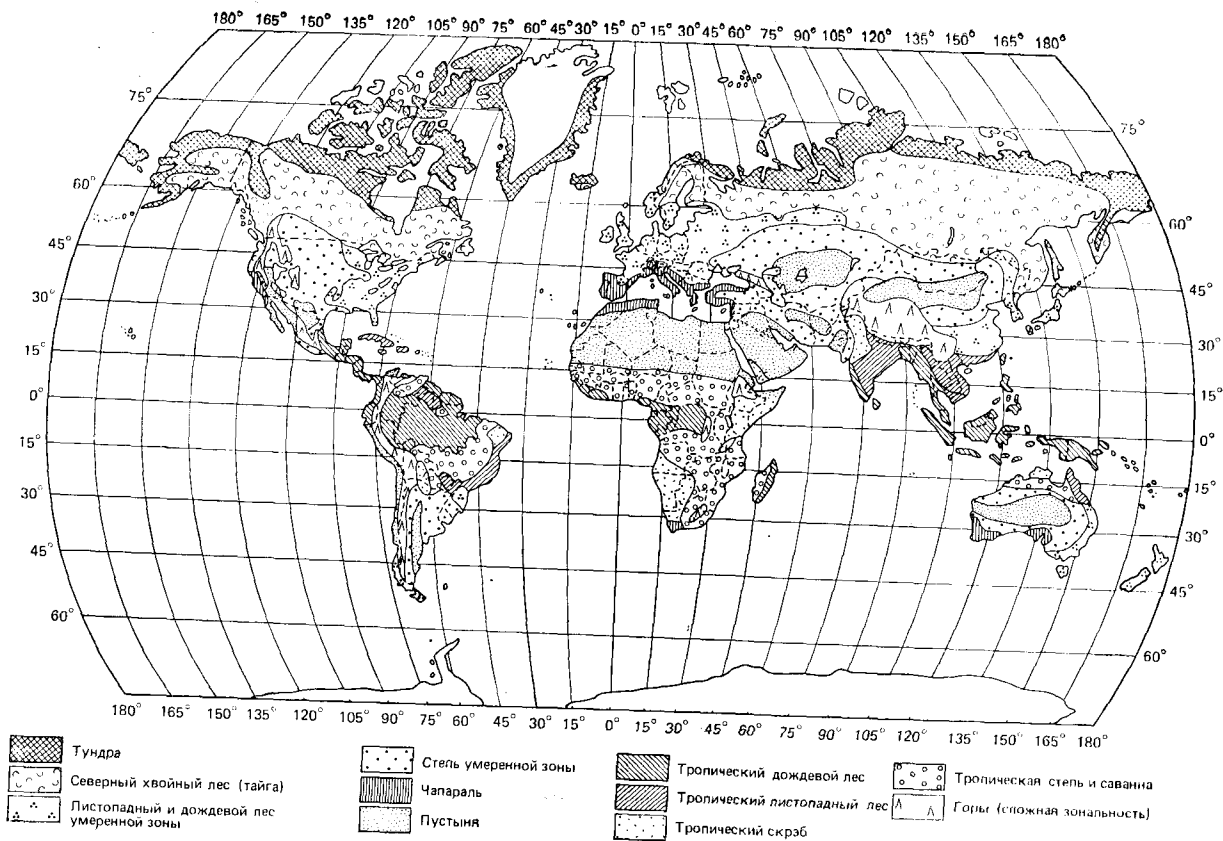 180° 165° 150° 135° 120° 105° 90° 75° 60° 45° 30° 15° 0° 15° 30° 45° 60° 75° 90° 105° 120° 135° 150° 165° 180°
75° 75°
60° 60°
45° 45°
30° 30°
15° 15°
0° 0°
15° 15°
30° 30°
45° 45°
60° 60°
180° 165° 150° 135° 120° 105° 90° 75° 60° 45° 30° 15° 0° 15° 30° 45° 60° 75° 90° 105° 120° 135° 150° 165° 180°
Тундра
Северный хвойный лес (тайга)
Листопадный и дождевой лес
умеренной зоны
Степь умеренной зоны
Чапараль
Пустыня
Тропический дождевой лес
Тропический листопадный лес
Тропический скрэб
Тропическая степь и саванна
Горы (сложная зональность)